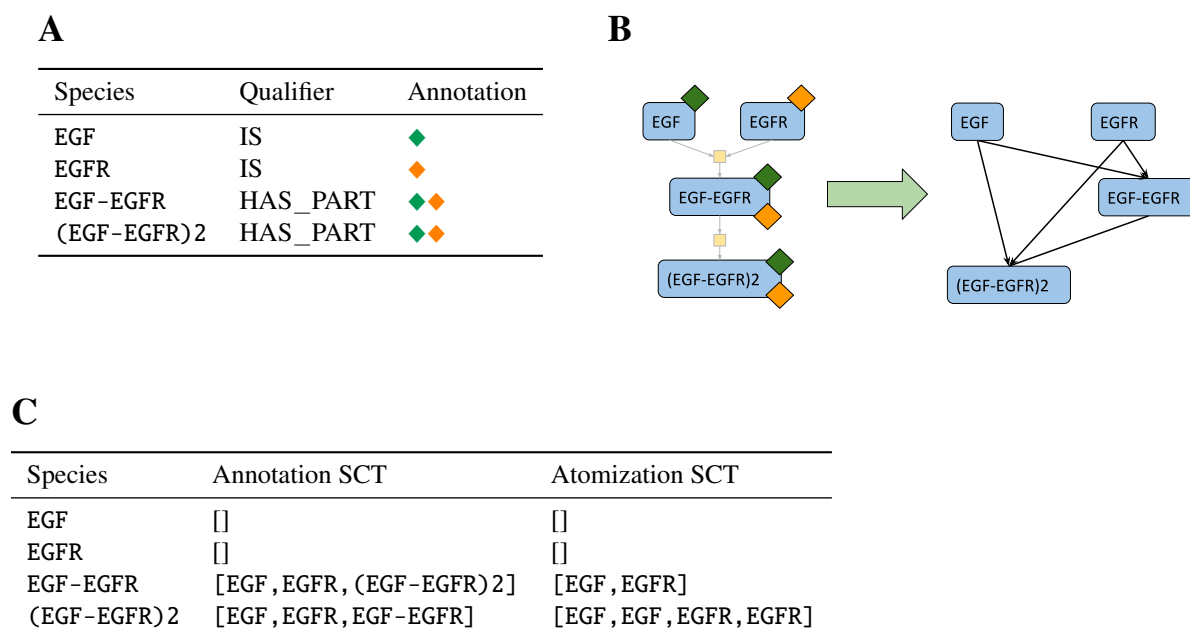 A
Species Qualifier Annotation
EGF IS
EGFR IS
EGF-EGFR HAS_PART
(EGF-EGFR)2 HAS_PART
B
EGF EGFR
EGF-EGFR
(EGF-EGFR)2
EGF EGFR
EGF-EGFR
(EGF-EGFR)2
C
Species Annotation SCT Atomization SCT
EGF [] []
EGFR [] []
EGF-EGFR [EGF,EGFR,(EGF-EGFR)2] [EGF,EGFR]
(EGF-EGFR)2 [EGF,EGFR,EGF-EGFR] [EGF,EGF,EGFR,EGFR]